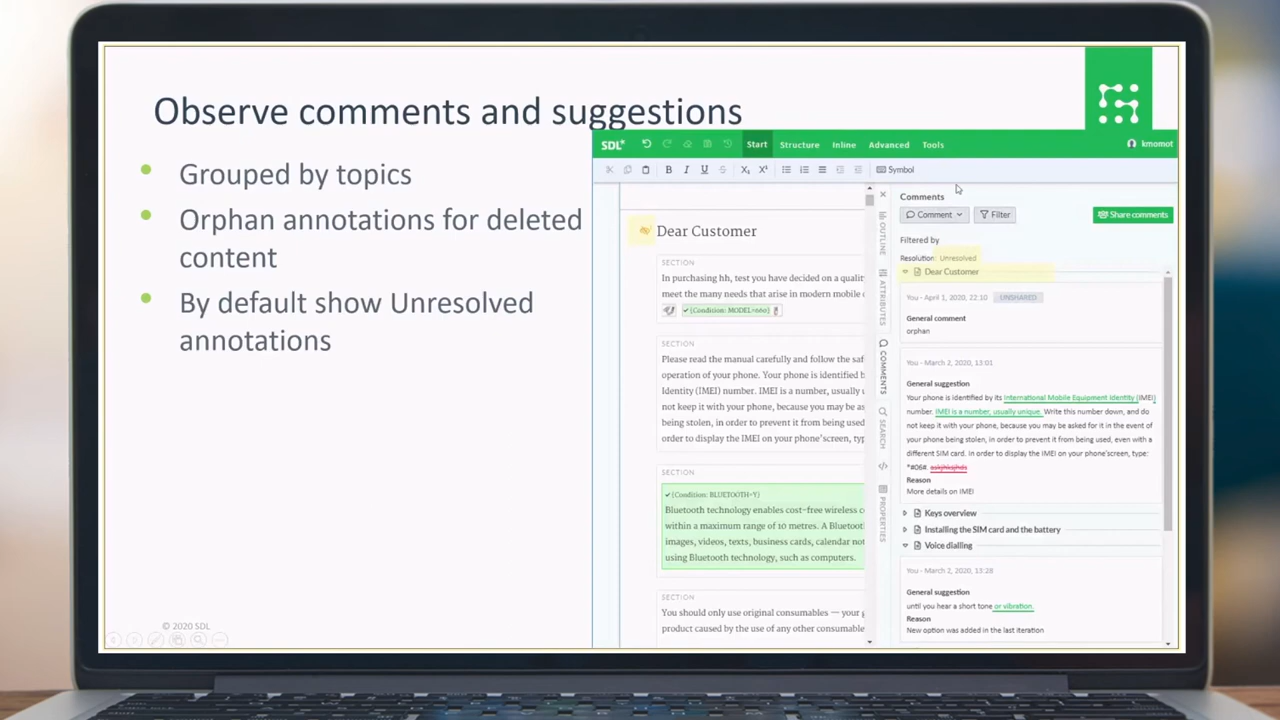 Observe comments and suggestions
Grouped by topics
Orphan annotations for deleted
content
By default show Unresolved
annotations
© 2020 SDL
SDL*
Start
Structure
Inline
Advanced
Tools
kmomot
B
I
U
S
X₁
X²
Symbol
Dear Customer
SECTION
In purchasing hh, test you have decided on a qualit
meet the many needs that arise in modern mobile
✓ (Condition: MODEL=660)
SECTION
Please read the manual carefully and follow the saf
operation of your phone. Your phone is identified b
Identity (IMEI) number. IMEI is a number, usually u
not keep it with your phone, because you may be as
being stolen, in order to prevent it from being used
order to display the IMEI on your phone'screen, typ
SECTION
✓ (Condition: BLUETOOTH=Y)
Bluetooth technology enables cost-free wireless c
within a maximum range of 10 metres. A Bluetoot
images, videos, texts, business cards, calendar not
using Bluetooth technology, such as computers.
SECTION
You should only use original consumables — your
product caused by the use of any other consumable
OUTLINE
ATTRIBUTES
COMMENTS
SEARCH
</>
PROPERTIES
Comments
Comment
Filter
Share comments
Filtered by
Resolution: Unresolved
Dear Customer
You - April 1, 2020, 22:10 UNSHARED
General comment
orphan
You - March 2, 2020, 13:01
General suggestion
Your phone is identified by its International Mobile Equipment Identity (IMEI)
number. IMEI is a number, usually unique. Write this number down, and do
not keep it with your phone, because you may be asked for it in the event of
your phone being stolen, in order to prevent it from being used, even with a
different SIM card. in order to display the IMEI on your phone'screen, type:
*#06#.
Reason
More details on IMEI
Keys overview
Installing the SIM card and the battery
Voice dialling
You - March 2, 2020, 13:28
General suggestion
until you hear a short tone or vibration.
Reason
New option was added in the last iteration